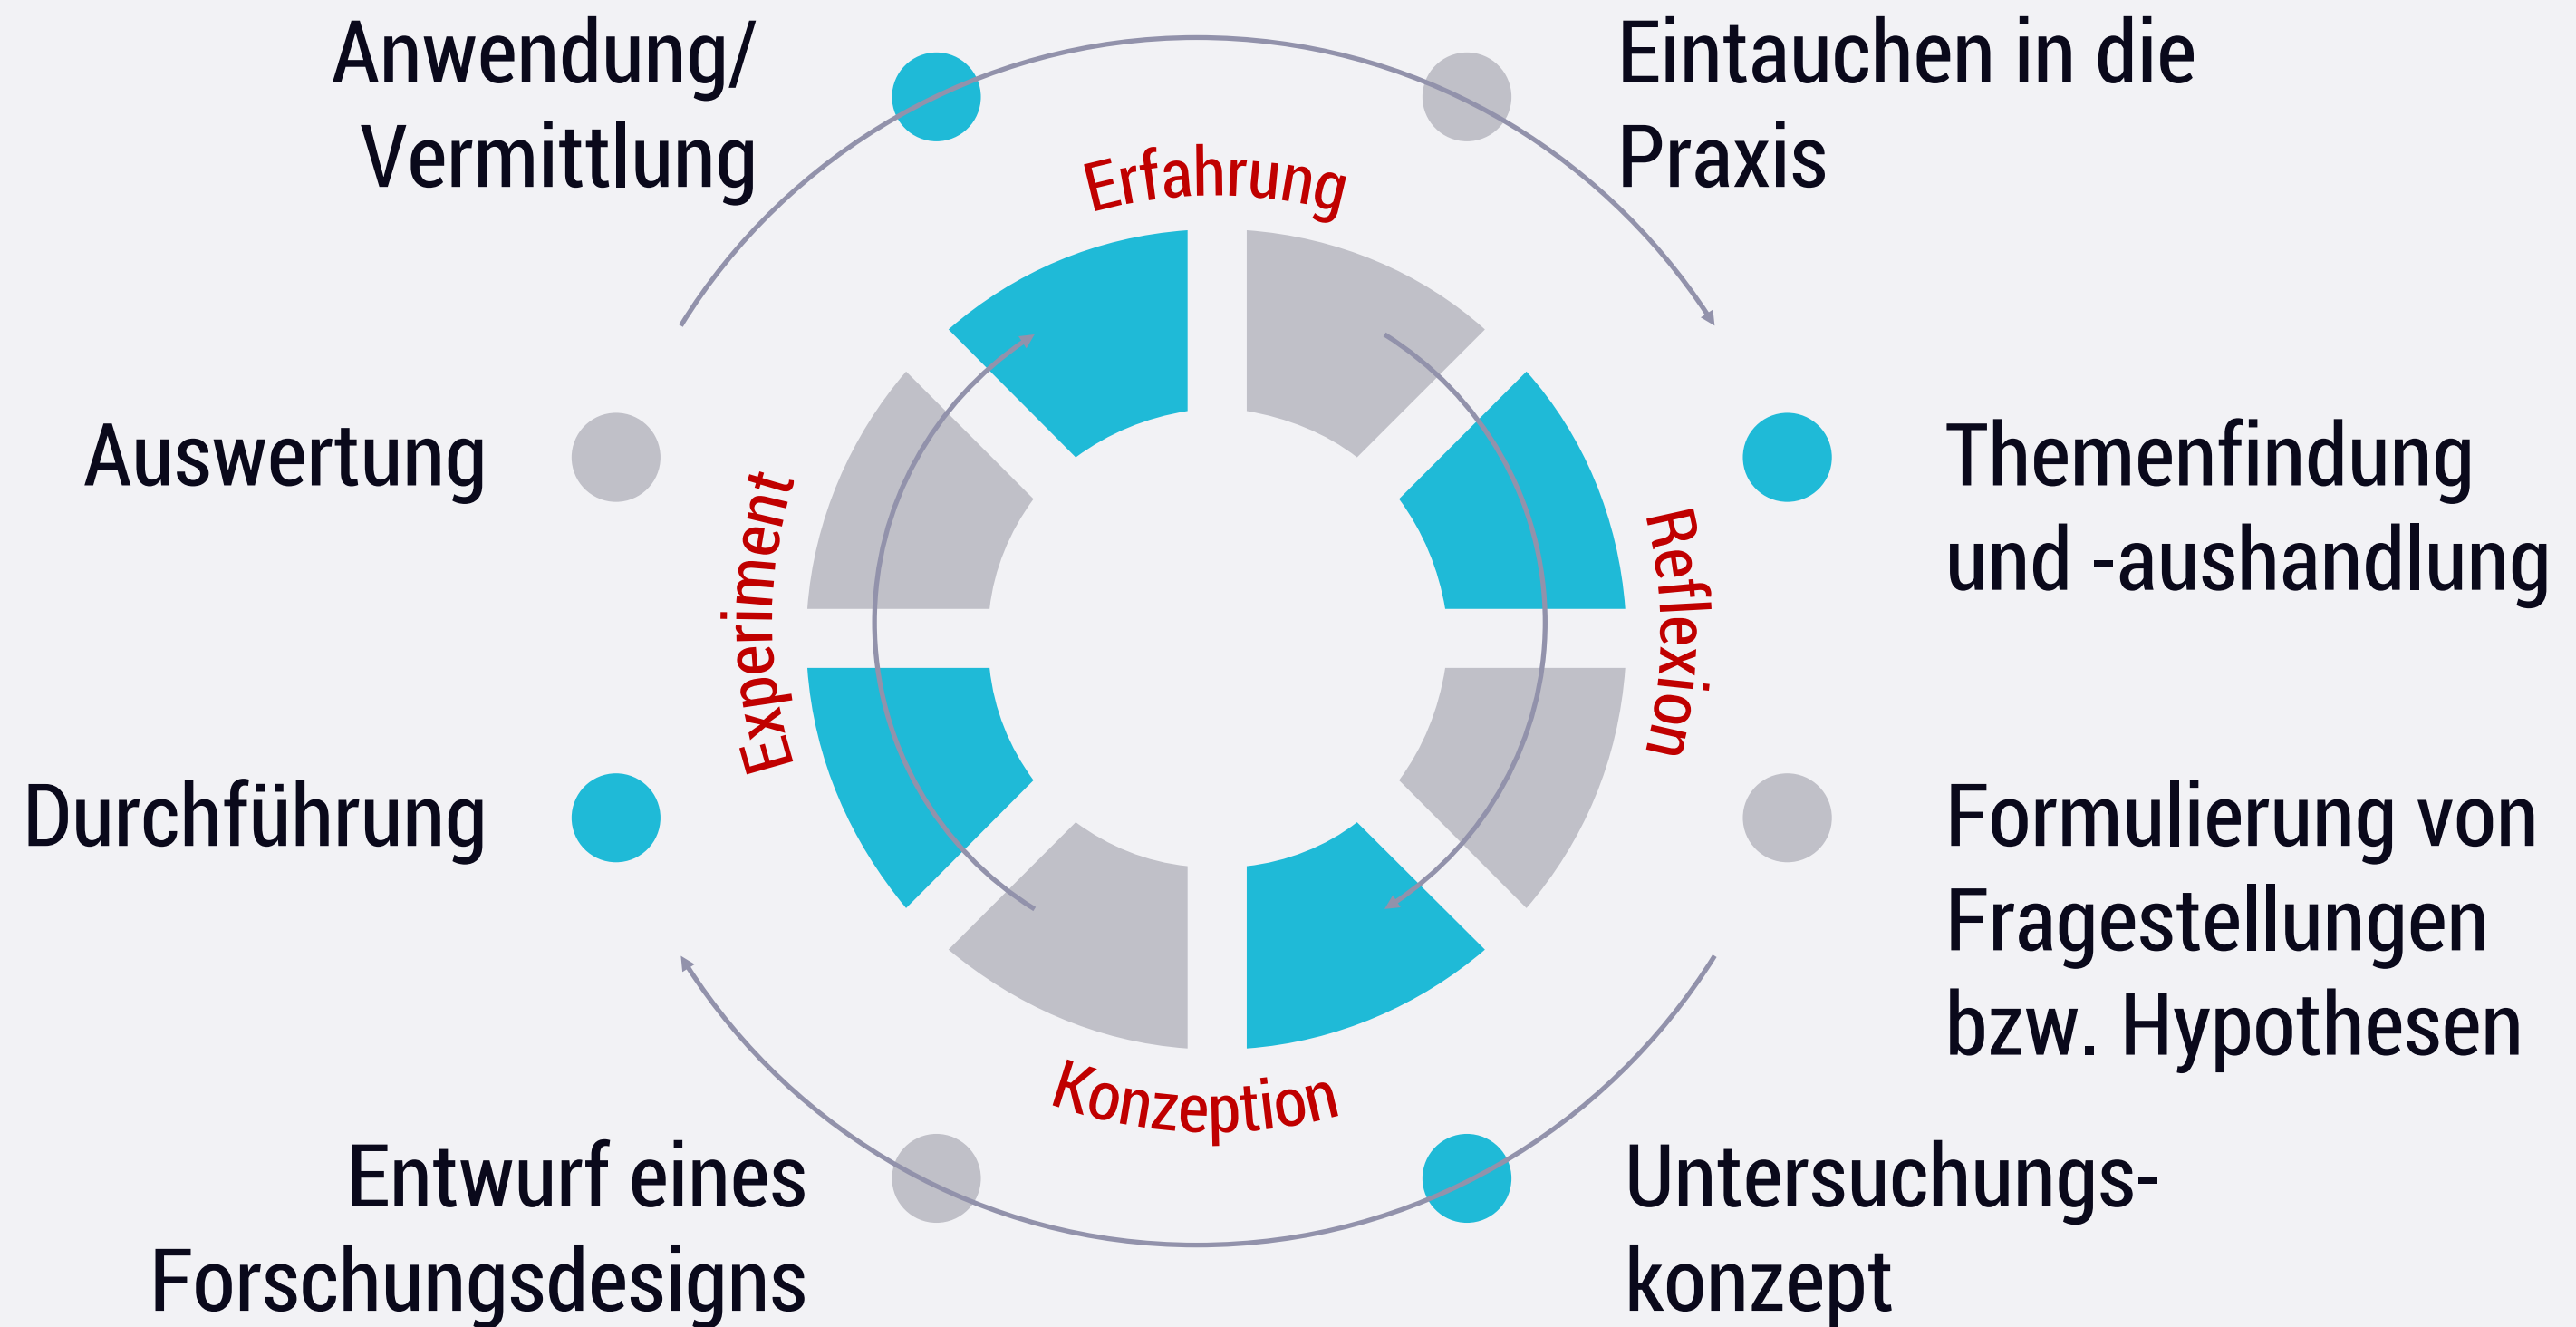 Anwendung/
Vermittlung
Eintauchen in die
Praxis
Erfahrung
Auswertung
Themenfindung
und -aushandlung
Experiment
Reflexion
Durchführung
Formulierung von
Fragestellungen
bzw. Hypothesen
Konzeption
Entwurf eines
Forschungsdesigns
Untersuchungs-
konzept